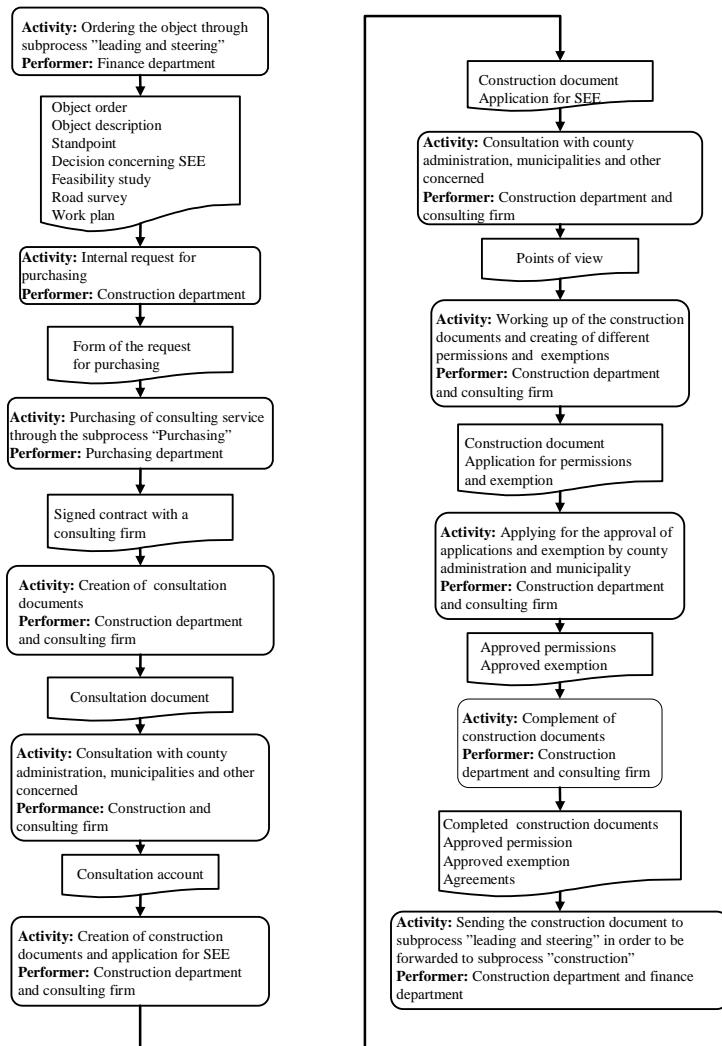 Activity: Ordering the object through
subprocess ”leading and steering”
Performer: Finance department
Object order
Object description
Standpoint
Decision concerning SEE
Feasibility study
Road survey
Work plan
Activity: Internal request for
purchasing
Performer: Construction department
Form of the request
for purchasing
Activity: Purchasing of consulting service
through the subprocess “Purchasing”
Performer: Purchasing department
Signed contract with a
consulting firm
Activity: Creation of consultation
documents
Performer: Construction department
and consulting firm
Consultation document
Activity: Consultation with county
administration, municipalities and other
concerned
Performance: Construction and
consulting firm
Consultation account
Activity: Creation of construction
documents and application for SEE
Performer: Construction department and
consulting firm
Construction document
Application for SEE
Activity: Consultation with county
administration, municipalities and other
concerned
Performer: Construction department and
consulting firm
Points of view
Activity: Working up of the construction
documents and creating of different
permissions and exemptions
Performer: Construction department
and consulting firm
Construction document
Application for permissions
and exemption
Activity: Applying for the approval of
applications and exemption by county
administration and municipality
Performer: Construction department
and consulting firm
Approved permissions
Approved exemption
Activity: Complement of
construction documents
Performer: Construction
department and consulting firm
Completed construction documents
Approved permission
Approved exemption
Agreements
Activity: Sending the construction document to
subprocess ”leading and steering” in order to be
forwarded to subprocess ”construction”
Performer: Construction department and finance
department